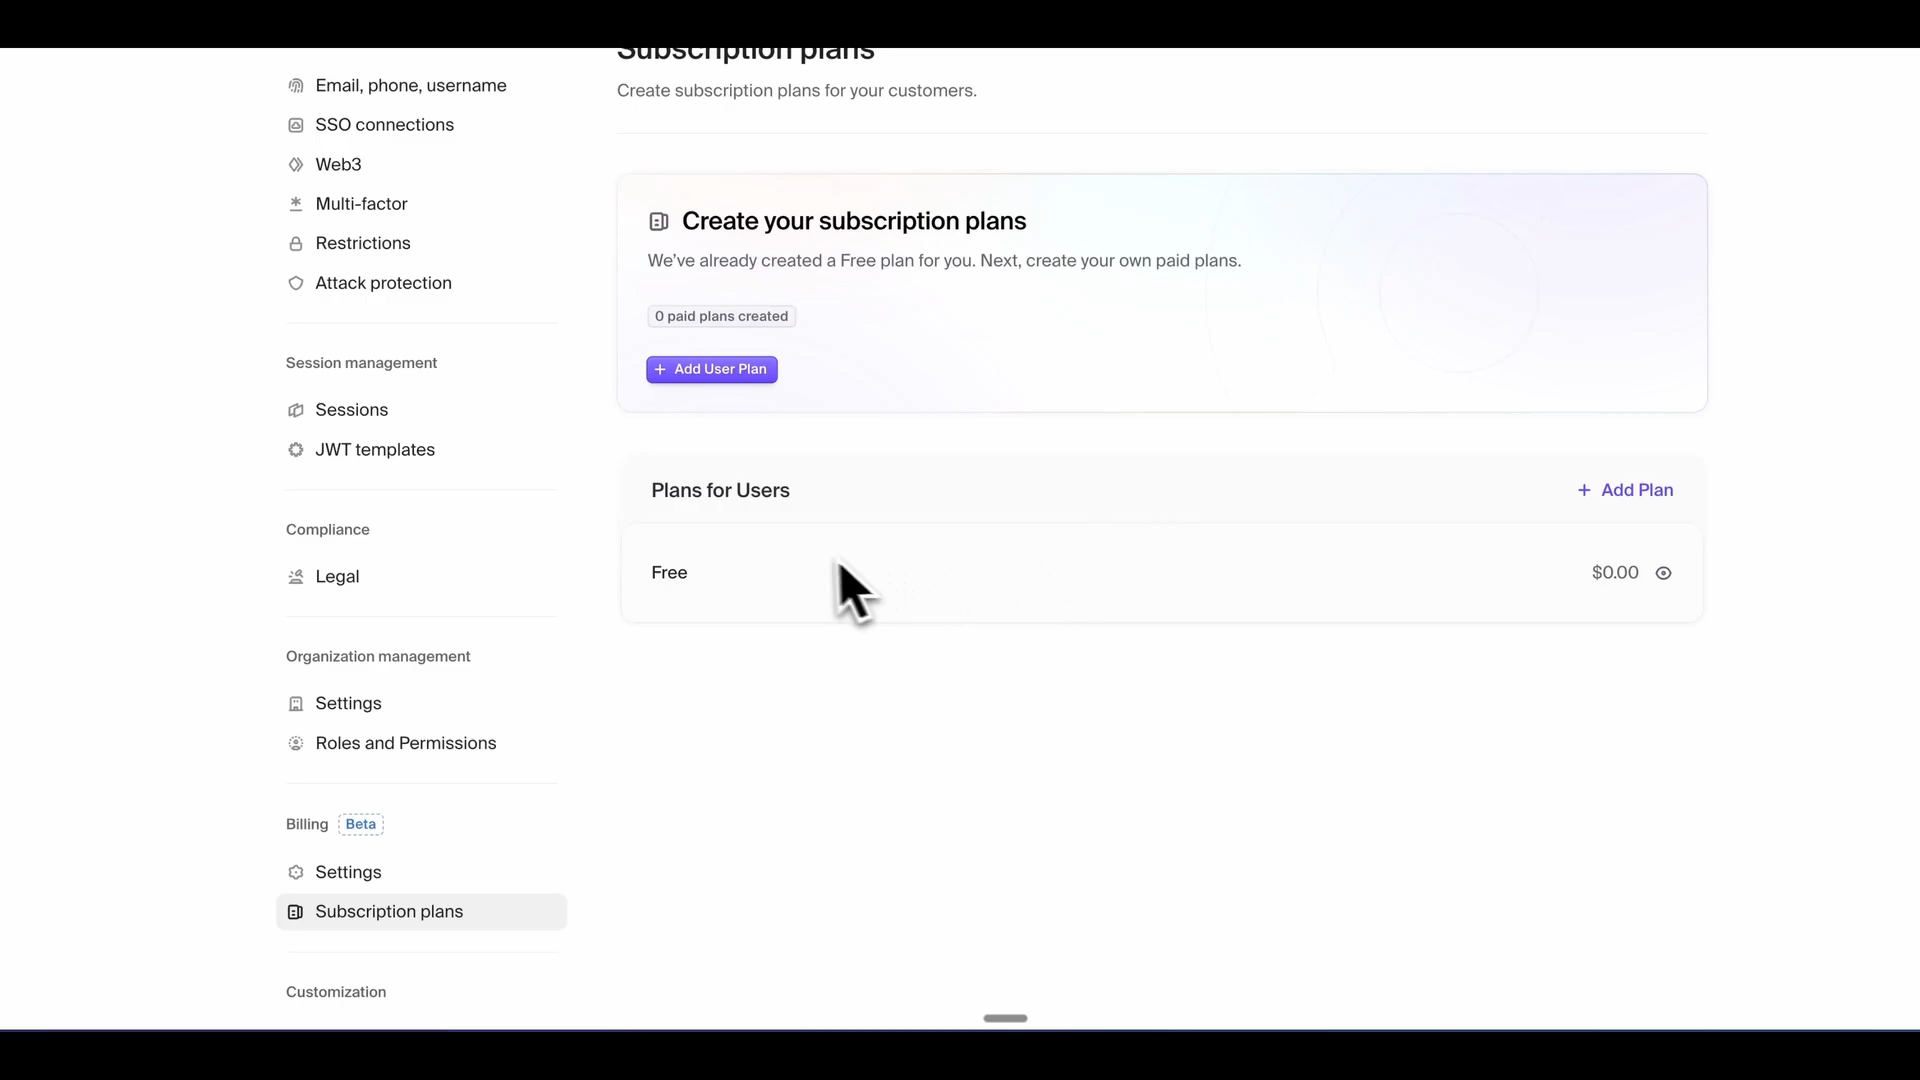 Subscription plans
Create subscription plans for your customers.
Email, phone, username
SSO connections
Web3
Multi-factor
Restrictions
Attack protection
Session management
Sessions
JWT templates
Compliance
Legal
Organization management
Settings
Roles and Permissions
Billing Beta
Settings
Subscription plans
Customization
Create your subscription plans
We've already created a Free plan for you. Next, create your own paid plans.
0 paid plans created
+ Add User Plan
Plans for Users
+ Add Plan
Free
$0.00